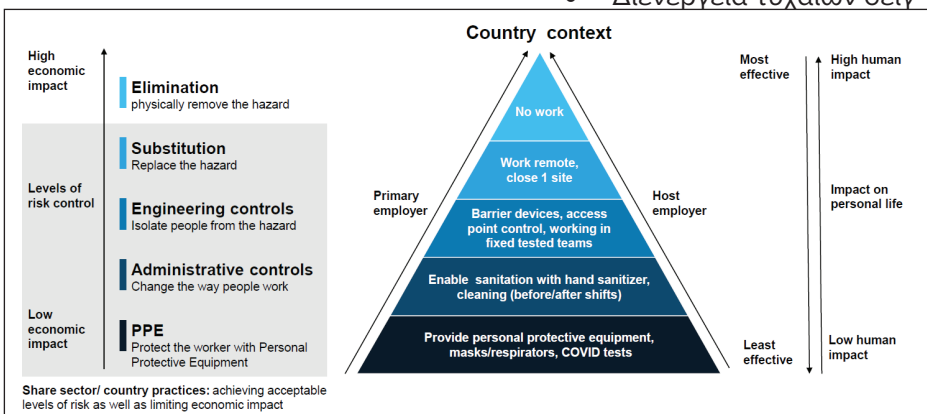 Διενέργεια τυχαίων δειγ
Country context
High
economic
impact
Elimination
physically remove the hazard
Substitution
Replace the hazard
Levels of
risk control
Engineering controls
Isolate people from the hazard
Administrative controls
Change the way people work
Low
economic
impact
PPE
Protect the worker with Personal
Protective Equipment
Share sector/ country practices: achieving acceptable
levels of risk as well as limiting economic impact
Primary
employer
No work
Work remote,
close 1 site
Barrier devices, access
point control, working in
fixed tested teams
Enable sanitation with hand sanitizer,
cleaning (before/after shifts)
Provide personal protective equipment,
masks/respirators, COVID tests
Host
employer
Most
effective
Least
effective
High human
impact
Impact on
personal life
Low human
impact